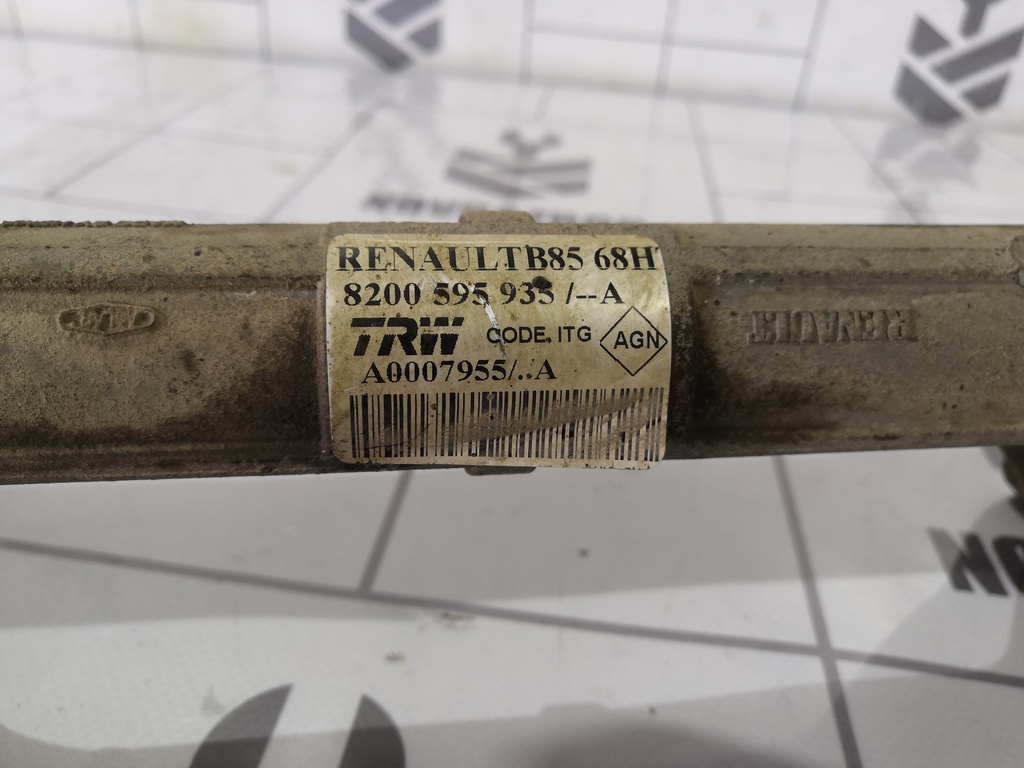 RENAULTB85 68H
8200 595 935 /--A
TRW CODE. ITG AGN
A0007955/..A
RENAULT